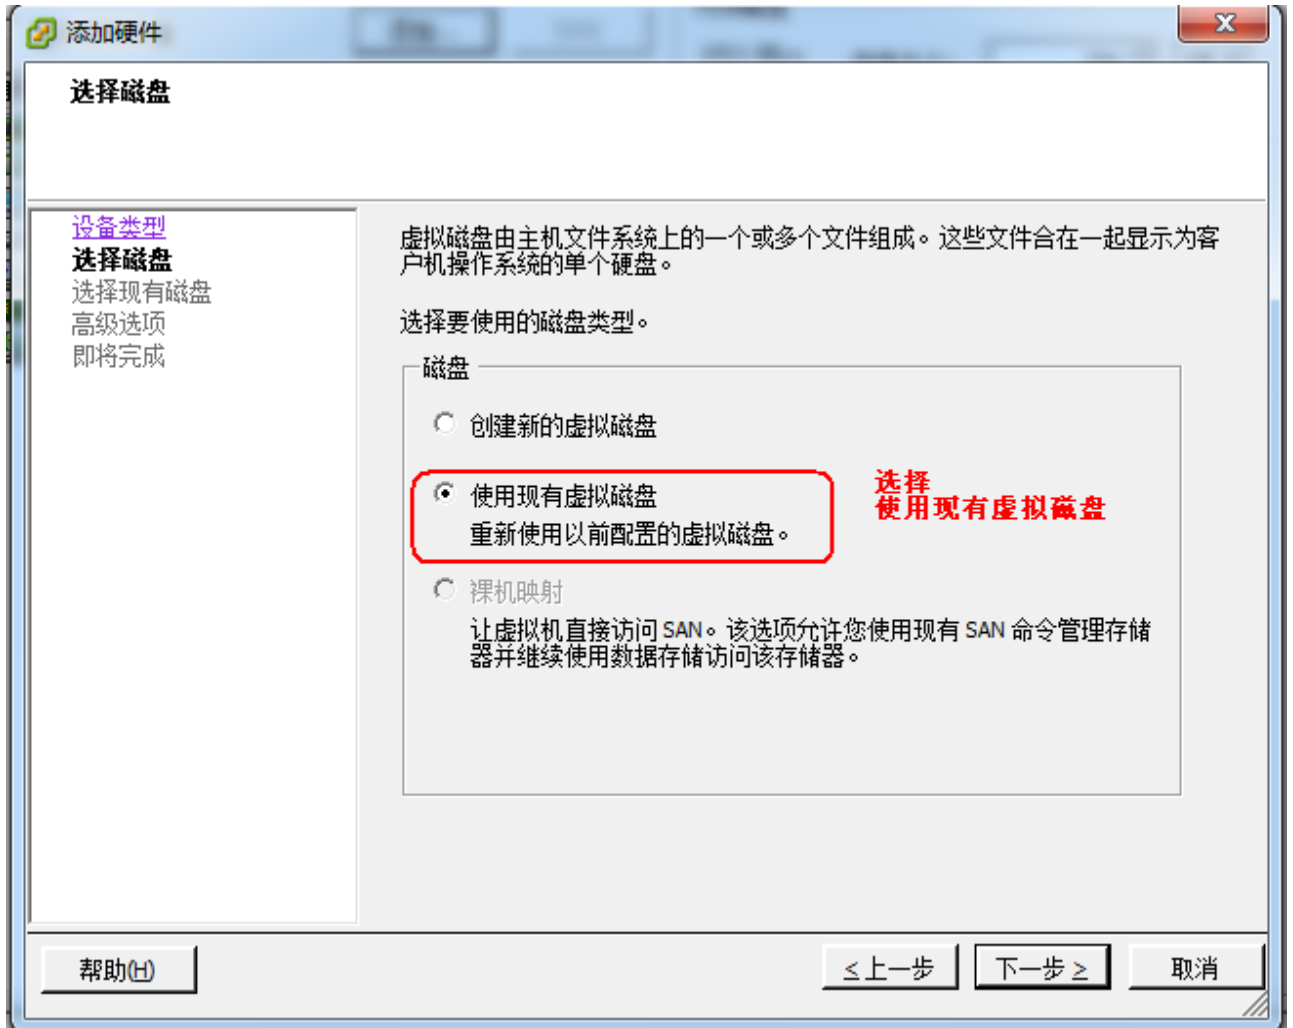 添加硬件
选择磁盘
设备类型
选择磁盘
选择现有磁盘
高级选项
即将完成
虚拟磁盘由主机文件系统上的一个或多个文件组成。这些文件合在一起显示为客
户机操作系统的单个硬盘。
选择要使用的磁盘类型。
磁盘
创建新的虚拟磁盘
使用现有虚拟磁盘
重新使用以前配置的虚拟磁盘。
选择
使用现有虚拟磁盘
裸机映射
让虚拟机直接访问 SAN。该选项允许您使用现有 SAN 命令管理存储
器并继续使用数据存储访问该存储器。
帮助(H)
≤上一步
下一步≥
取消